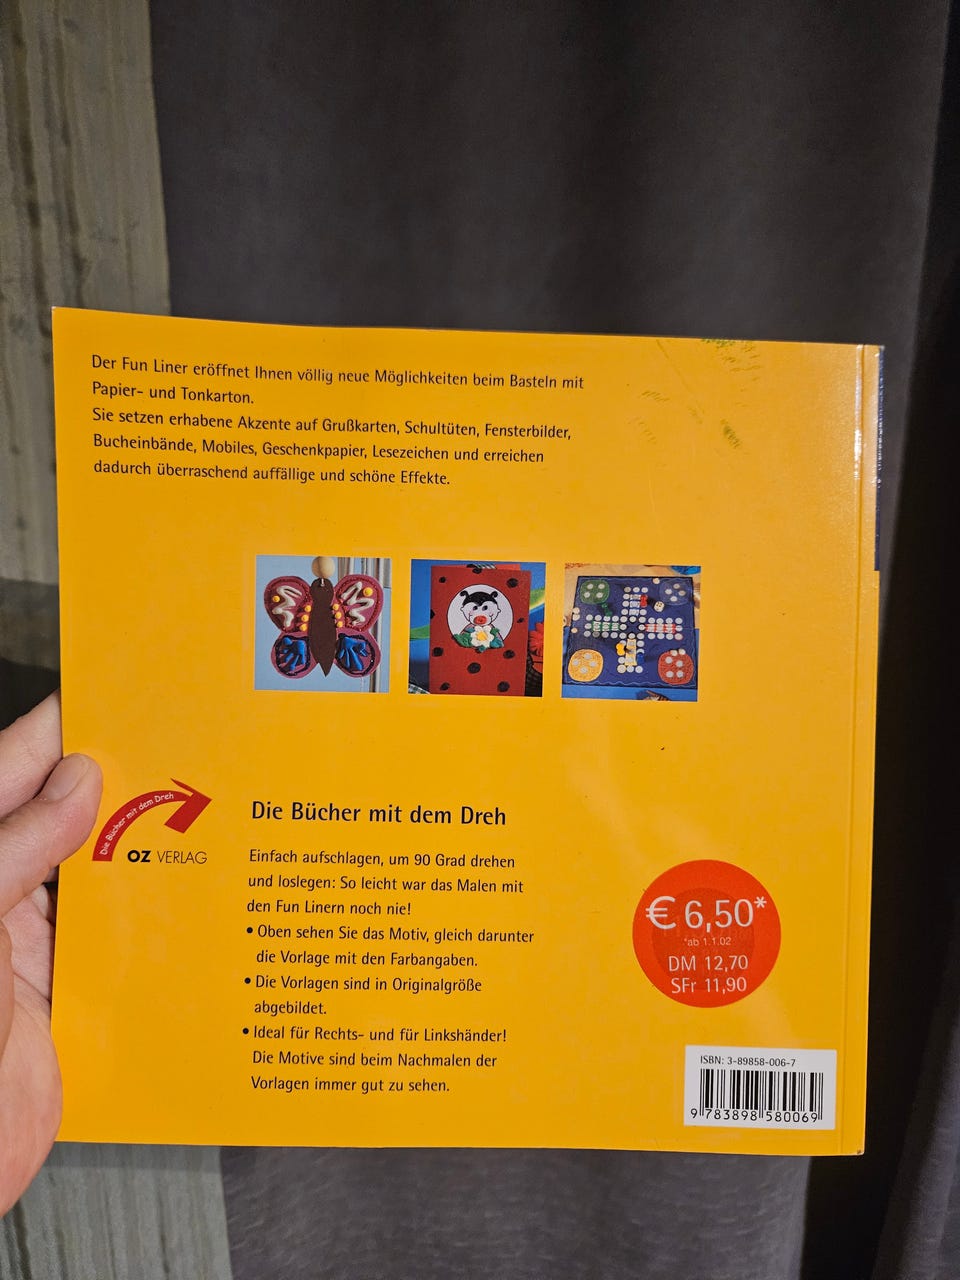 Der Fun Liner eröffnet Ihnen völlig neue Möglichkeiten beim Basteln mit
Papier- und Tonkarton.
Sie setzen erhabene Akzente auf Grußkarten, Schultüten, Fensterbilder,
Bucheinbände, Mobiles, Geschenkpapier, Lesezeichen und erreichen
dadurch überraschend auffällige und schöne Effekte.
Die Bücher mit dem Dreh
OZ VERLAG
Die Bücher mit dem Dreh
Einfach aufschlagen, um 90 Grad drehen
und loslegen: So leicht war das Malen mit
den Fun Linern noch nie!
• Oben sehen Sie das Motiv, gleich darunter
die Vorlage mit den Farbangaben.
• Die Vorlagen sind in Originalgröße
abgebildet.
• Ideal für Rechts- und für Linkshänder!
Die Motive sind beim Nachmalen der
Vorlagen immer gut zu sehen.
€ 6,50*
*ab 1.1.02
DM 12,70
SFr 11,90
ISBN: 3-89858-006-7
9 783898 580069